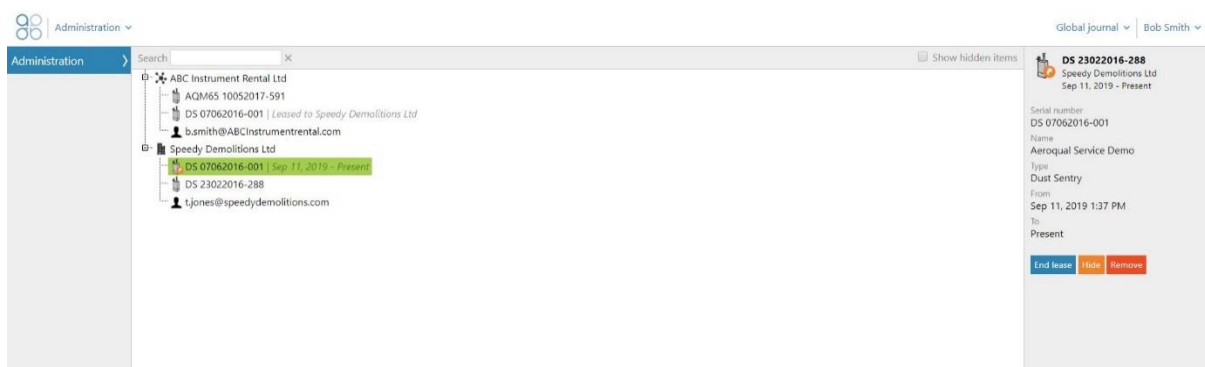 Administration
Global journal
Bob Smith
Administration
Search
Show hidden items
ABC Instrument Rental Ltd
AQM65 10052017-591
DS 07062016-001 | Leased to Speedy Demolitions Ltd
b.smith@ABCInstrumentrental.com
Speedy Demolitions Ltd
DS 07062016-001 | Sep 11, 2019 - Present
DS 23022016-288
t.jones@speedydemolitions.com
DS 23022016-288
Speedy Demolitions Ltd
Sep 11, 2019 - Present
Serial number
DS 07062016-001
Name
Aeroqual Service Demo
Type
Dust Sentry
From
Sep 11, 2019 1:37 PM
To
Present
End lease Hide Remove